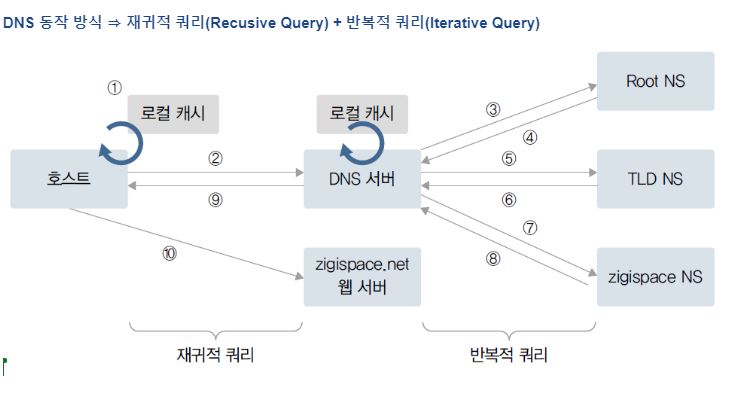 DNS 동작 방식 ⇒ 재귀적 쿼리(Recusive Query) + 반복적 쿼리(Iterative Query)
①
로컬 캐시
로컬 캐시
Root NS
③
④
호스트
②
⑨
DNS 서버
⑤
⑥
TLD NS
⑦
⑧
⑩
zigispace.net
웹 서버
zigispace NS
재귀적 쿼리
반복적 쿼리